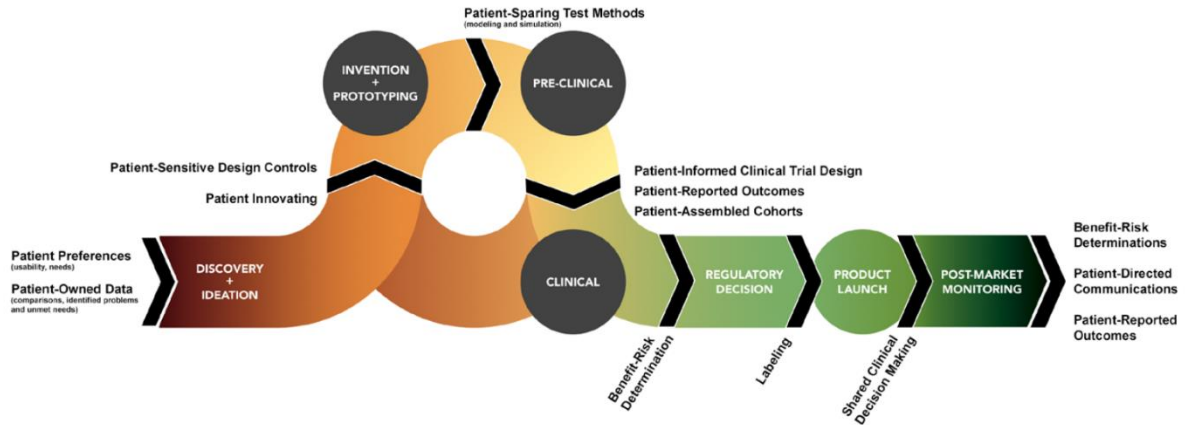 Patient-Sparing Test Methods
(modeling and simulation)
INVENTION
+
PROTOTYPING
PRE-CLINICAL
Patient-Sensitive Design Controls
Patient Innovating
Patient-Informed Clinical Trial Design
Patient-Reported Outcomes
Patient-Assembled Cohorts
Patient Preferences
(usability, needs)
Patient-Owned Data
(comparisons, identified problems
and unmet needs)
DISCOVERY
+
IDEATION
CLINICAL
REGULATORY
DECISION
PRODUCT
LAUNCH
POST-MARKET
MONITORING
Benefit-Risk
Determinations
Patient-Directed
Communications
Patient-Reported
Outcomes
Benefit-Risk
Determination
Labeling
Shared Clinical
Decision Making